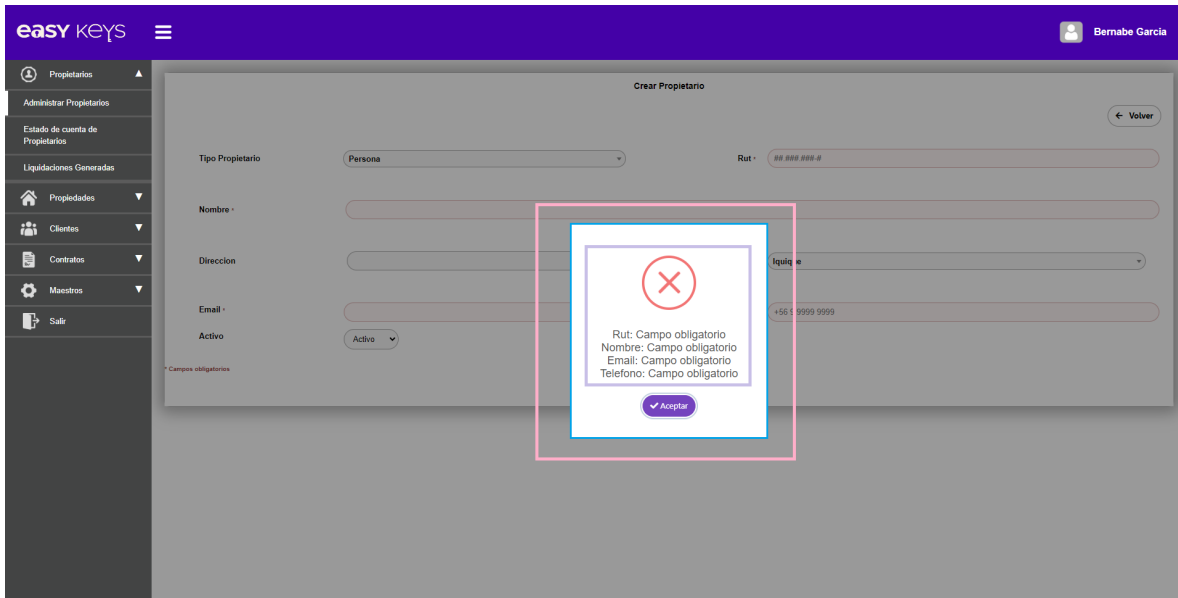 easy keys
Bernabe Garcia
Propietarios
Administrar Propietarios
Estado de cuenta de
Propietarios
Liquidaciones Generadas
Propiedades
Clientes
Contratos
Maestros
Salir
Crear Propietario
Volver
Tipo Propietario
Persona
Rut *
##.###.###-#
Nombre *
Direccion
Iquique
Email *
+56 9 9999 9999
Activo
Activo
* Campos obligatorios
Rut: Campo obligatorio
Nombre: Campo obligatorio
Email: Campo obligatorio
Telefono: Campo obligatorio
Aceptar